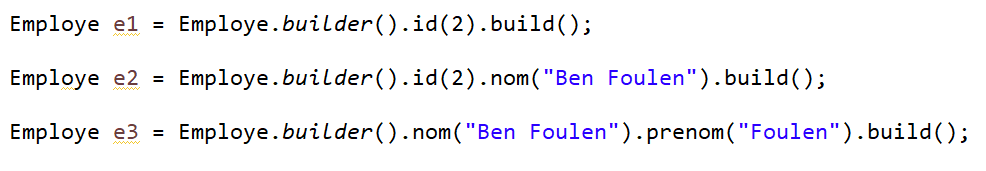 Employe e1 = Employe.builder().id(2).build();
Employe e2 = Employe.builder().id(2).nom("Ben Foulen").build();
Employe e3 = Employe.builder().nom("Ben Foulen").prenom("Foulen").build();